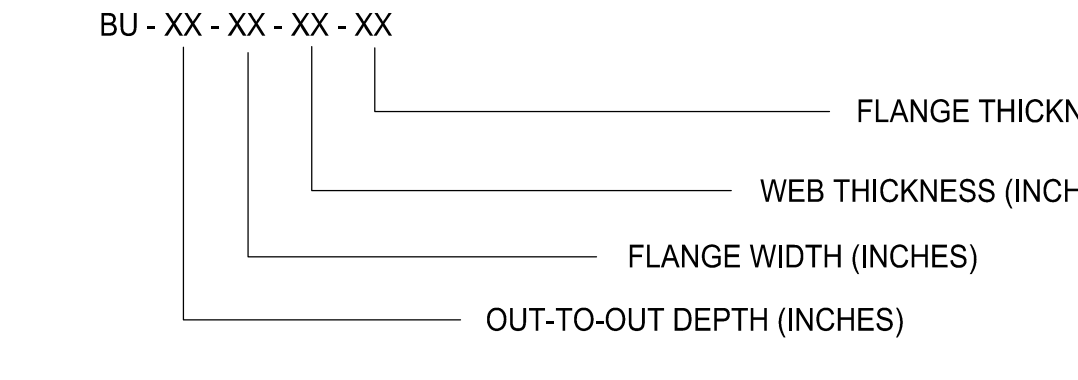 BU - XX - XX - XX - XX
FLANGE THICKN
WEB THICKNESS (INCH
FLANGE WIDTH (INCHES)
OUT-TO-OUT DEPTH (INCHES)